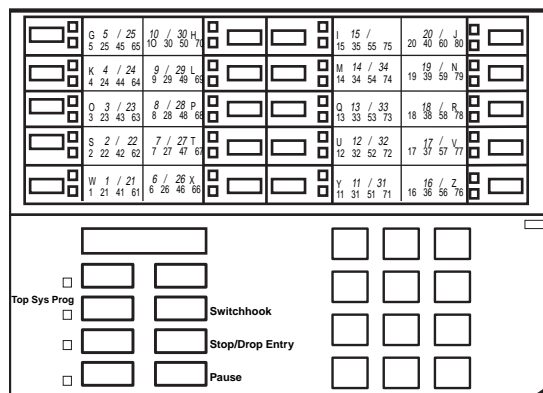 G 5 / 25 10 / 30 H I 15 / 20 / J
5 25 45 65 10 30 50 70 15 35 55 75 20 40 60 80
K 4 / 24 9 / 29 L M 14 / 34 19 / N
4 24 44 64 9 29 49 69 14 34 54 74 19 39 59 79
O 3 / 23 8 / 28 P Q 13 / 33 18 / R
3 23 43 63 8 28 48 68 13 33 53 73 18 38 58 78
S 2 / 22 7 / 27 T U 12 / 32 17 / V
2 22 42 62 7 27 47 67 12 32 52 72 17 37 57 77
W 1 / 21 6 / 26 X Y 11 / 31 16 / Z
1 21 41 61 6 26 46 66 11 31 51 71 16 36 56 76
Top Sys Prog
Switchhook
Stop/Drop Entry
Pause